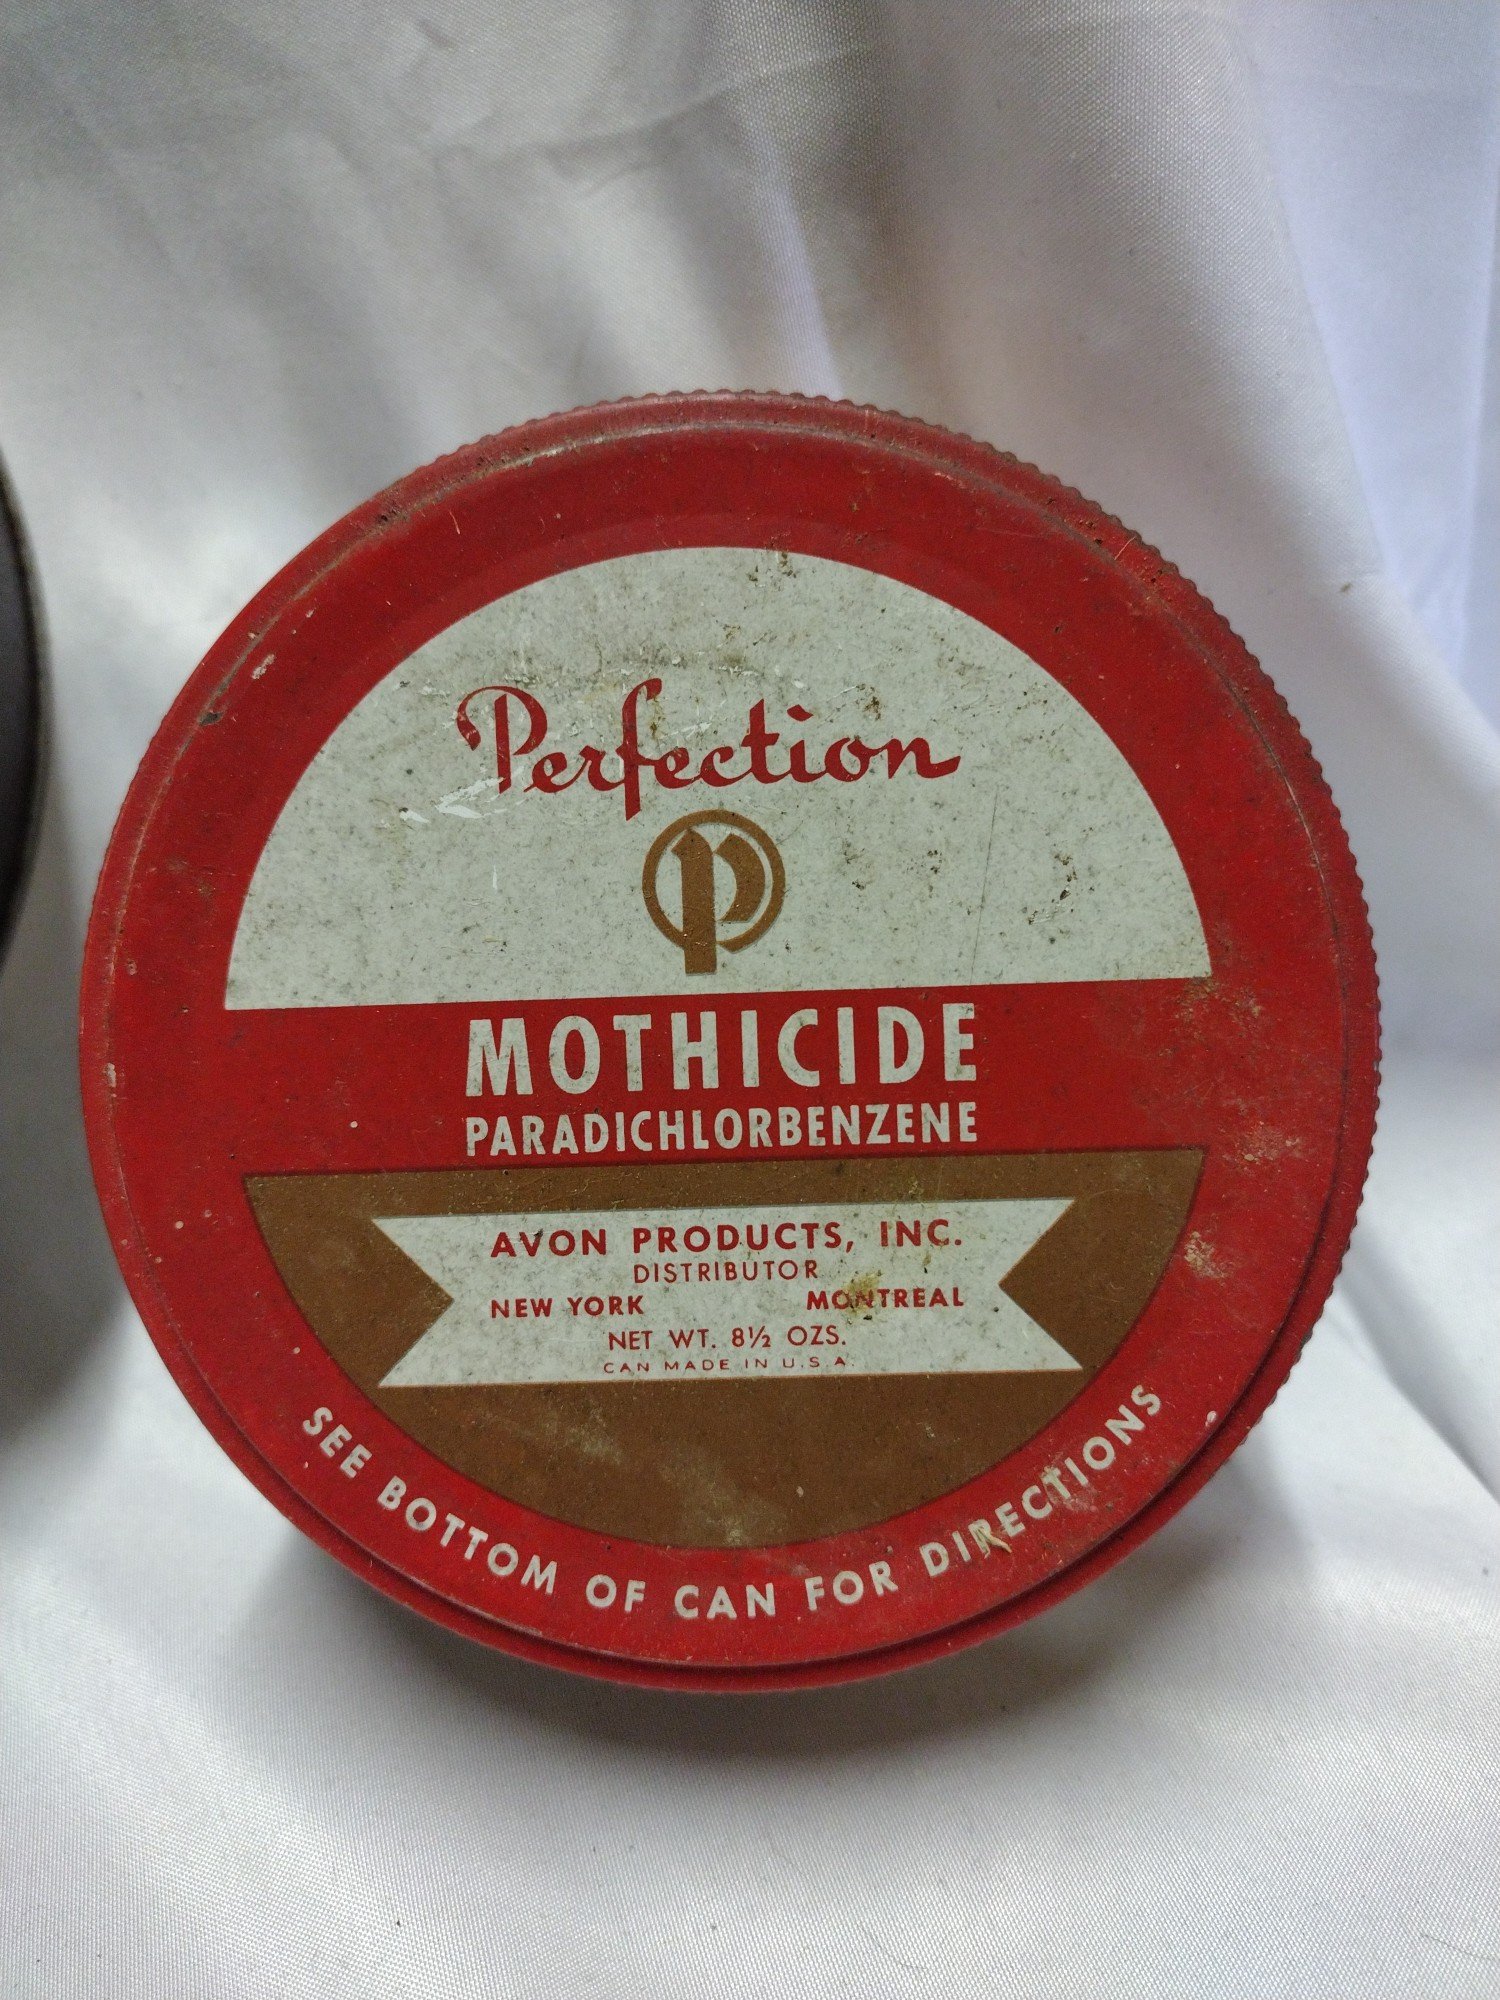 Perfection
P
MOTHICIDE
PARADICHLORBENZENE
AVON PRODUCTS, INC.
DISTRIBUTOR
NEW YORK MONTREAL
NET WT. 8½ OZS.
CAN MADE IN U.S.A.
SEE BOTTOM OF CAN FOR DIRECTIONS